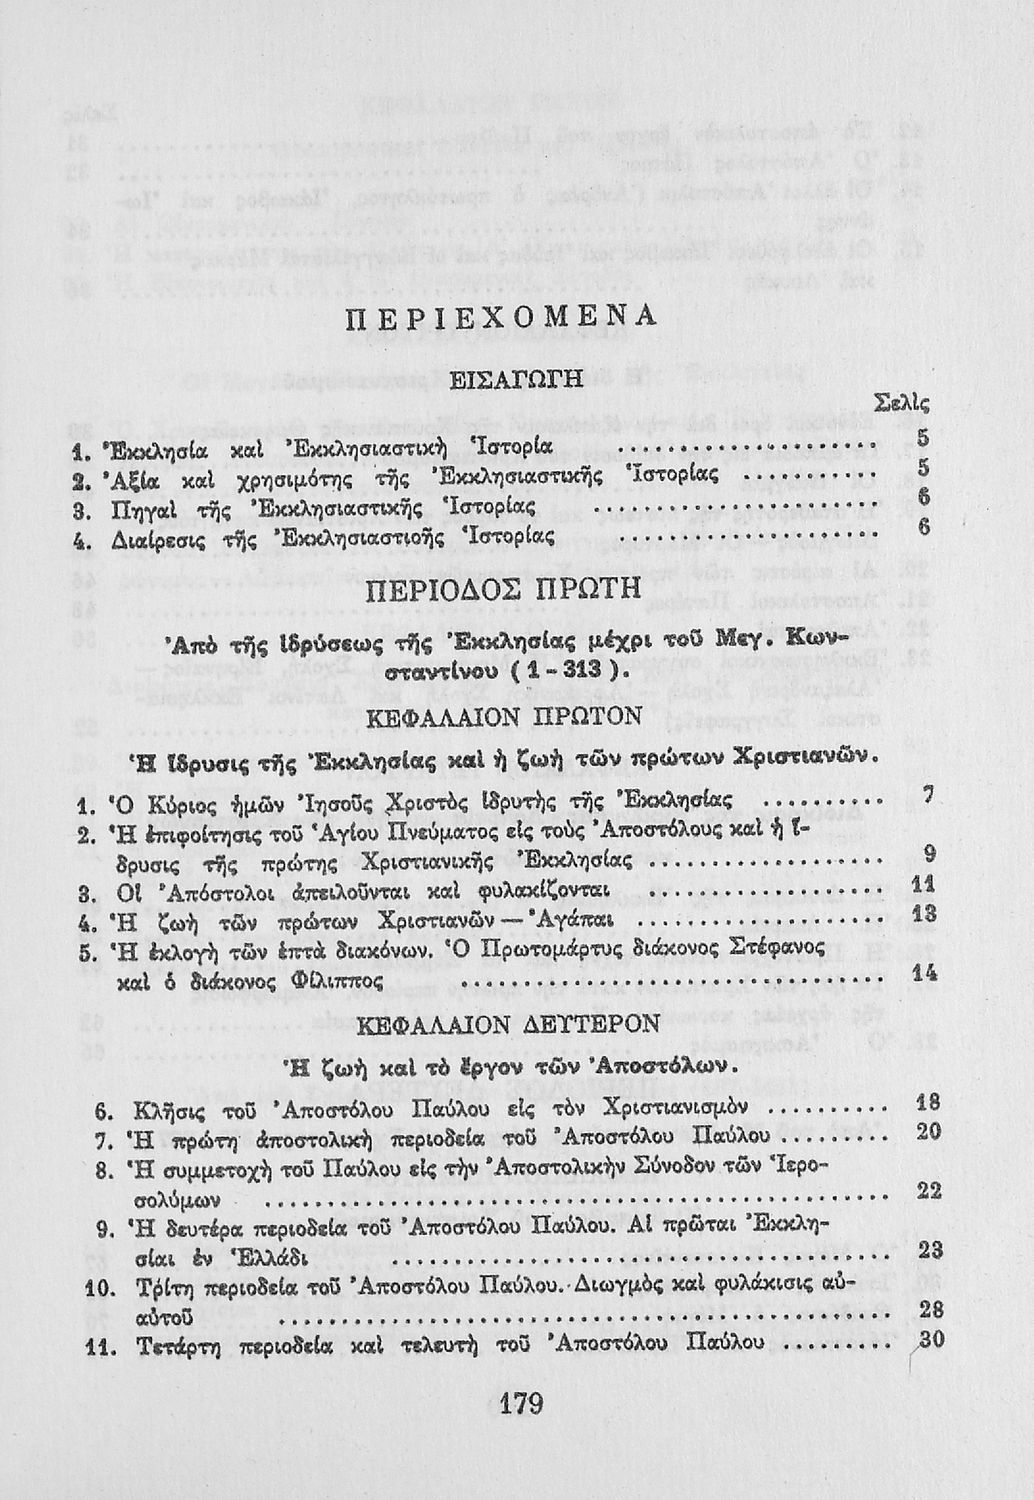 ΠΕΡΙΕΧΟΜΕΝΑ
ΕΙΣΑΓΩΓΗ
Σελὶς
1. Ἐκκλησία καὶ Ἐκκλησιαστικὴ Ἱστορία ........................ 5
2. Ἀξία καὶ χρησιμότης τῆς Ἐκκλησιαστικῆς Ἱστορίας ............ 5
3. Πηγαὶ τῆς Ἐκκλησιαστικῆς Ἱστορίας ........................ 6
4. Διαίρεσις τῆς Ἐκκλησιαστιοῆς Ἱστορίας ........................ 6
ΠΕΡΙΟΔΟΣ ΠΡΩΤΗ
Ἀπὸ τῆς ἱδρύσεως τῆς Ἐκκλησίας μέχρι τοῦ Μεγ. Κων-
σταντίνου (1-313).
ΚΕΦΑΛΑΙΟΝ ΠΡΩΤΟΝ
Ἡ ἵδρυσις τῆς Ἐκκλησίας καὶ ἡ ζωὴ τῶν πρώτων Χριστιανῶν.
1. Ὁ Κύριος ἡμῶν Ἰησοῦς Χριστὸς ἱδρυτὴς τῆς Ἐκκλησίας .......... 7
2. Ἡ ἐπιφοίτησις τοῦ Ἁγίου Πνεύματος εἰς τοὺς Ἀποστόλους καὶ ἡ ἵ-
δρυσις τῆς πρώτης Χριστιανικῆς Ἐκκλησίας .................... 9
3. Οἱ Ἀπόστολοι ἀπειλοῦνται καὶ φυλακίζονται .................... 11
4. Ἡ ζωὴ τῶν πρώτων Χριστιανῶν — Ἀγάπαι .................... 13
5. Ἡ ἐκλογὴ τῶν ἑπτὰ διακόνων. Ὁ Πρωτομάρτυς διάκονος Στέφανος
καὶ ὁ διάκονος Φίλιππος .................................... 14
ΚΕΦΑΛΑΙΟΝ ΔΕΥΤΕΡΟΝ
Ἡ ζωὴ καὶ τὸ ἔργον τῶν Ἀποστόλων.
6. Κλῆσις τοῦ Ἀποστόλου Παύλου εἰς τὸν Χριστιανισμὸν .......... 18
7. Ἡ πρώτη ἀποστολικὴ περιοδεία τοῦ Ἀποστόλου Παύλου .......... 20
8. Ἡ συμμετοχὴ τοῦ Παύλου εἰς τὴν Ἀποστολικὴν Σύνοδον τῶν Ἱερο-
σολύμων .................................................... 22
9. Ἡ δευτέρα περιοδεία τοῦ Ἀποστόλου Παύλου. Αἱ πρῶται Ἐκκλη-
σίαι ἐν Ἑλλάδι .......................................... 23
10. Τρίτη περιοδεία τοῦ Ἀποστόλου Παύλου. Διωγμὸς καὶ φυλάκισις αὐ-
αὐτοῦ .................................................... 28
11. Τετάρτη περιοδεία καὶ τελευτὴ τοῦ Ἀποστόλου Παύλου .......... 30
179